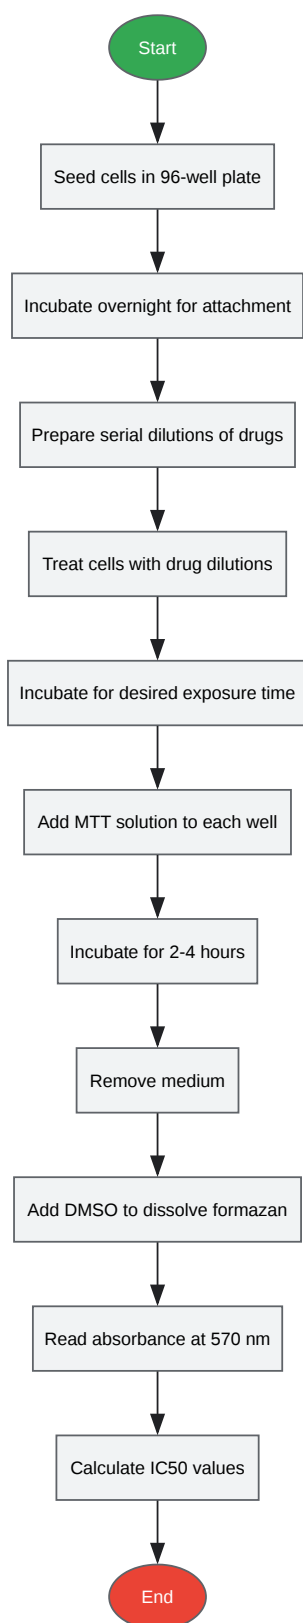 Start
Seed cells in 96-well plate
Incubate overnight for attachment
Prepare serial dilutions of drugs
Treat cells with drug dilutions
Incubate for desired exposure time
Add MTT solution to each well
Incubate for 2-4 hours
Remove medium
Add DMSO to dissolve formazan
Read absorbance at 570 nm
Calculate IC50 values
End